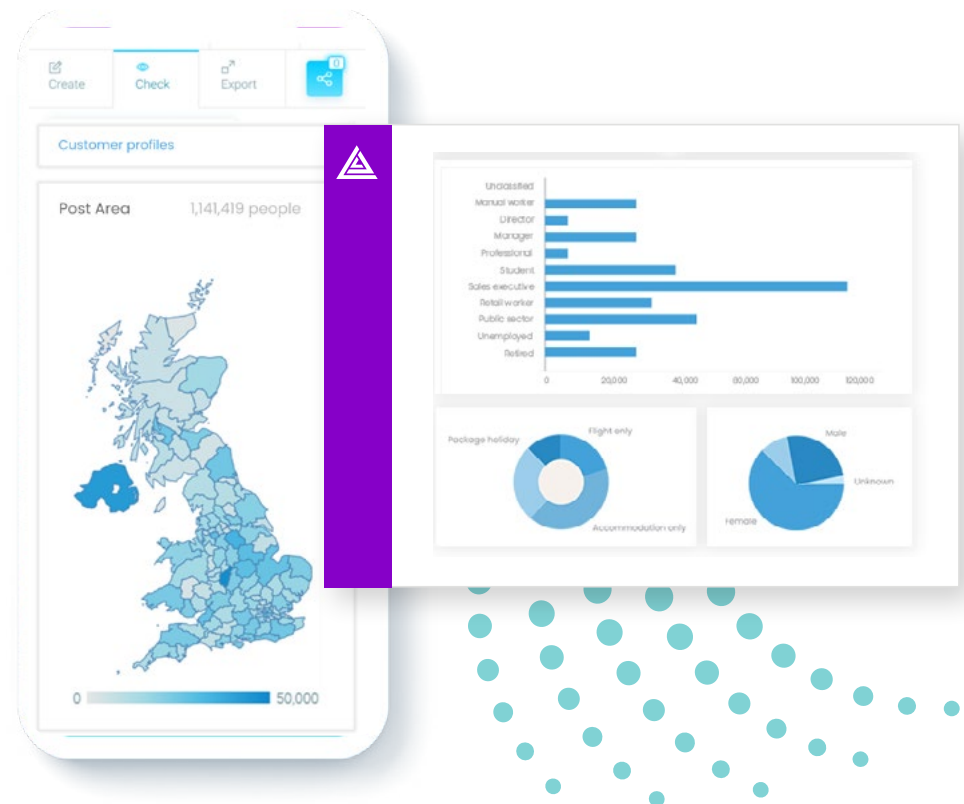 0
Create
Check
Export
Customer profiles
Post Area
1,141,419 people
0
50,000
Unclassified
Manual worker
Director
Manager
Professional
Student
Sales executive
Retail worker
Public sector
Unemployed
Retired
0
20,000
40,000
60,000
100,000
120,000
Package holiday
Flight only
Accommodation only
Male
Unknown
Female